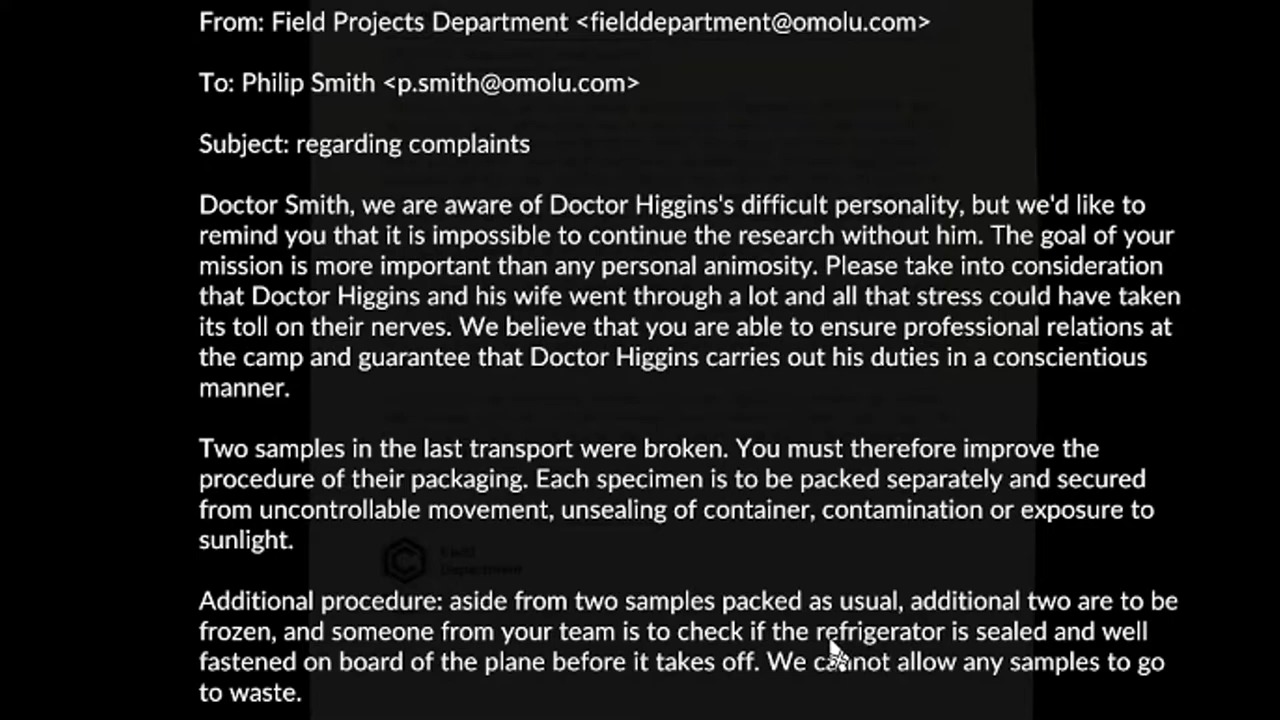 From: Field Projects Department <fielddepartment@omolu.com>
To: Philip Smith <p.smith@omolu.com>
Subject: regarding complaints
Doctor Smith, we are aware of Doctor Higgins's difficult personality, but we'd like to
remind you that it is impossible to continue the research without him. The goal of your
mission is more important than any personal animosity. Please take into consideration
that Doctor Higgins and his wife went through a lot and all that stress could have taken
its toll on their nerves. We believe that you are able to ensure professional relations at
the camp and guarantee that Doctor Higgins carries out his duties in a conscientious
manner.
Two samples in the last transport were broken. You must therefore improve the
procedure of their packaging. Each specimen is to be packed separately and secured
from uncontrollable movement, unsealing of container, contamination or exposure to
sunlight.
Field
Department
Additional procedure: aside from two samples packed as usual, additional two are to be
frozen, and someone from your team is to check if the refrigerator is sealed and well
fastened on board of the plane before it takes off. We cannot allow any samples to go
to waste.